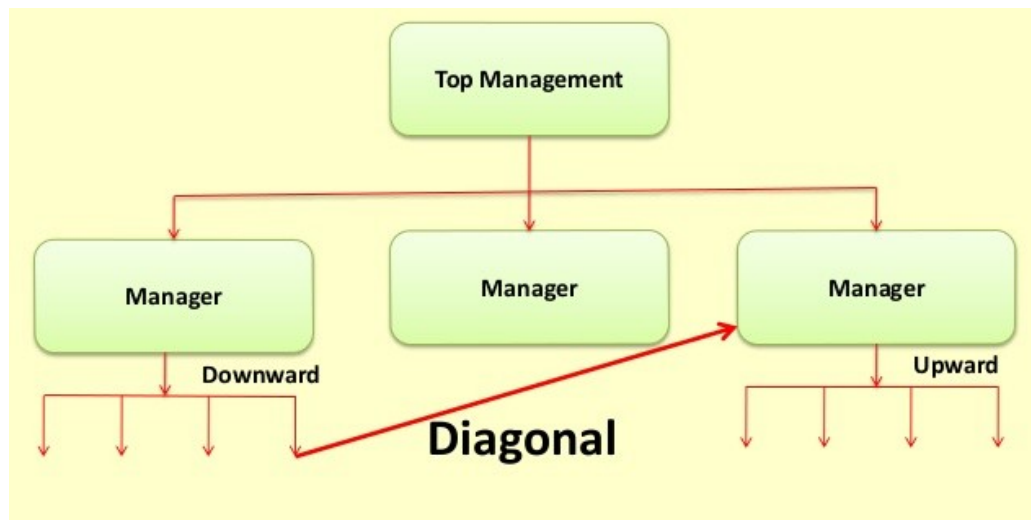 Top Management
Manager
Manager
Manager
Downward
Upward
Diagonal